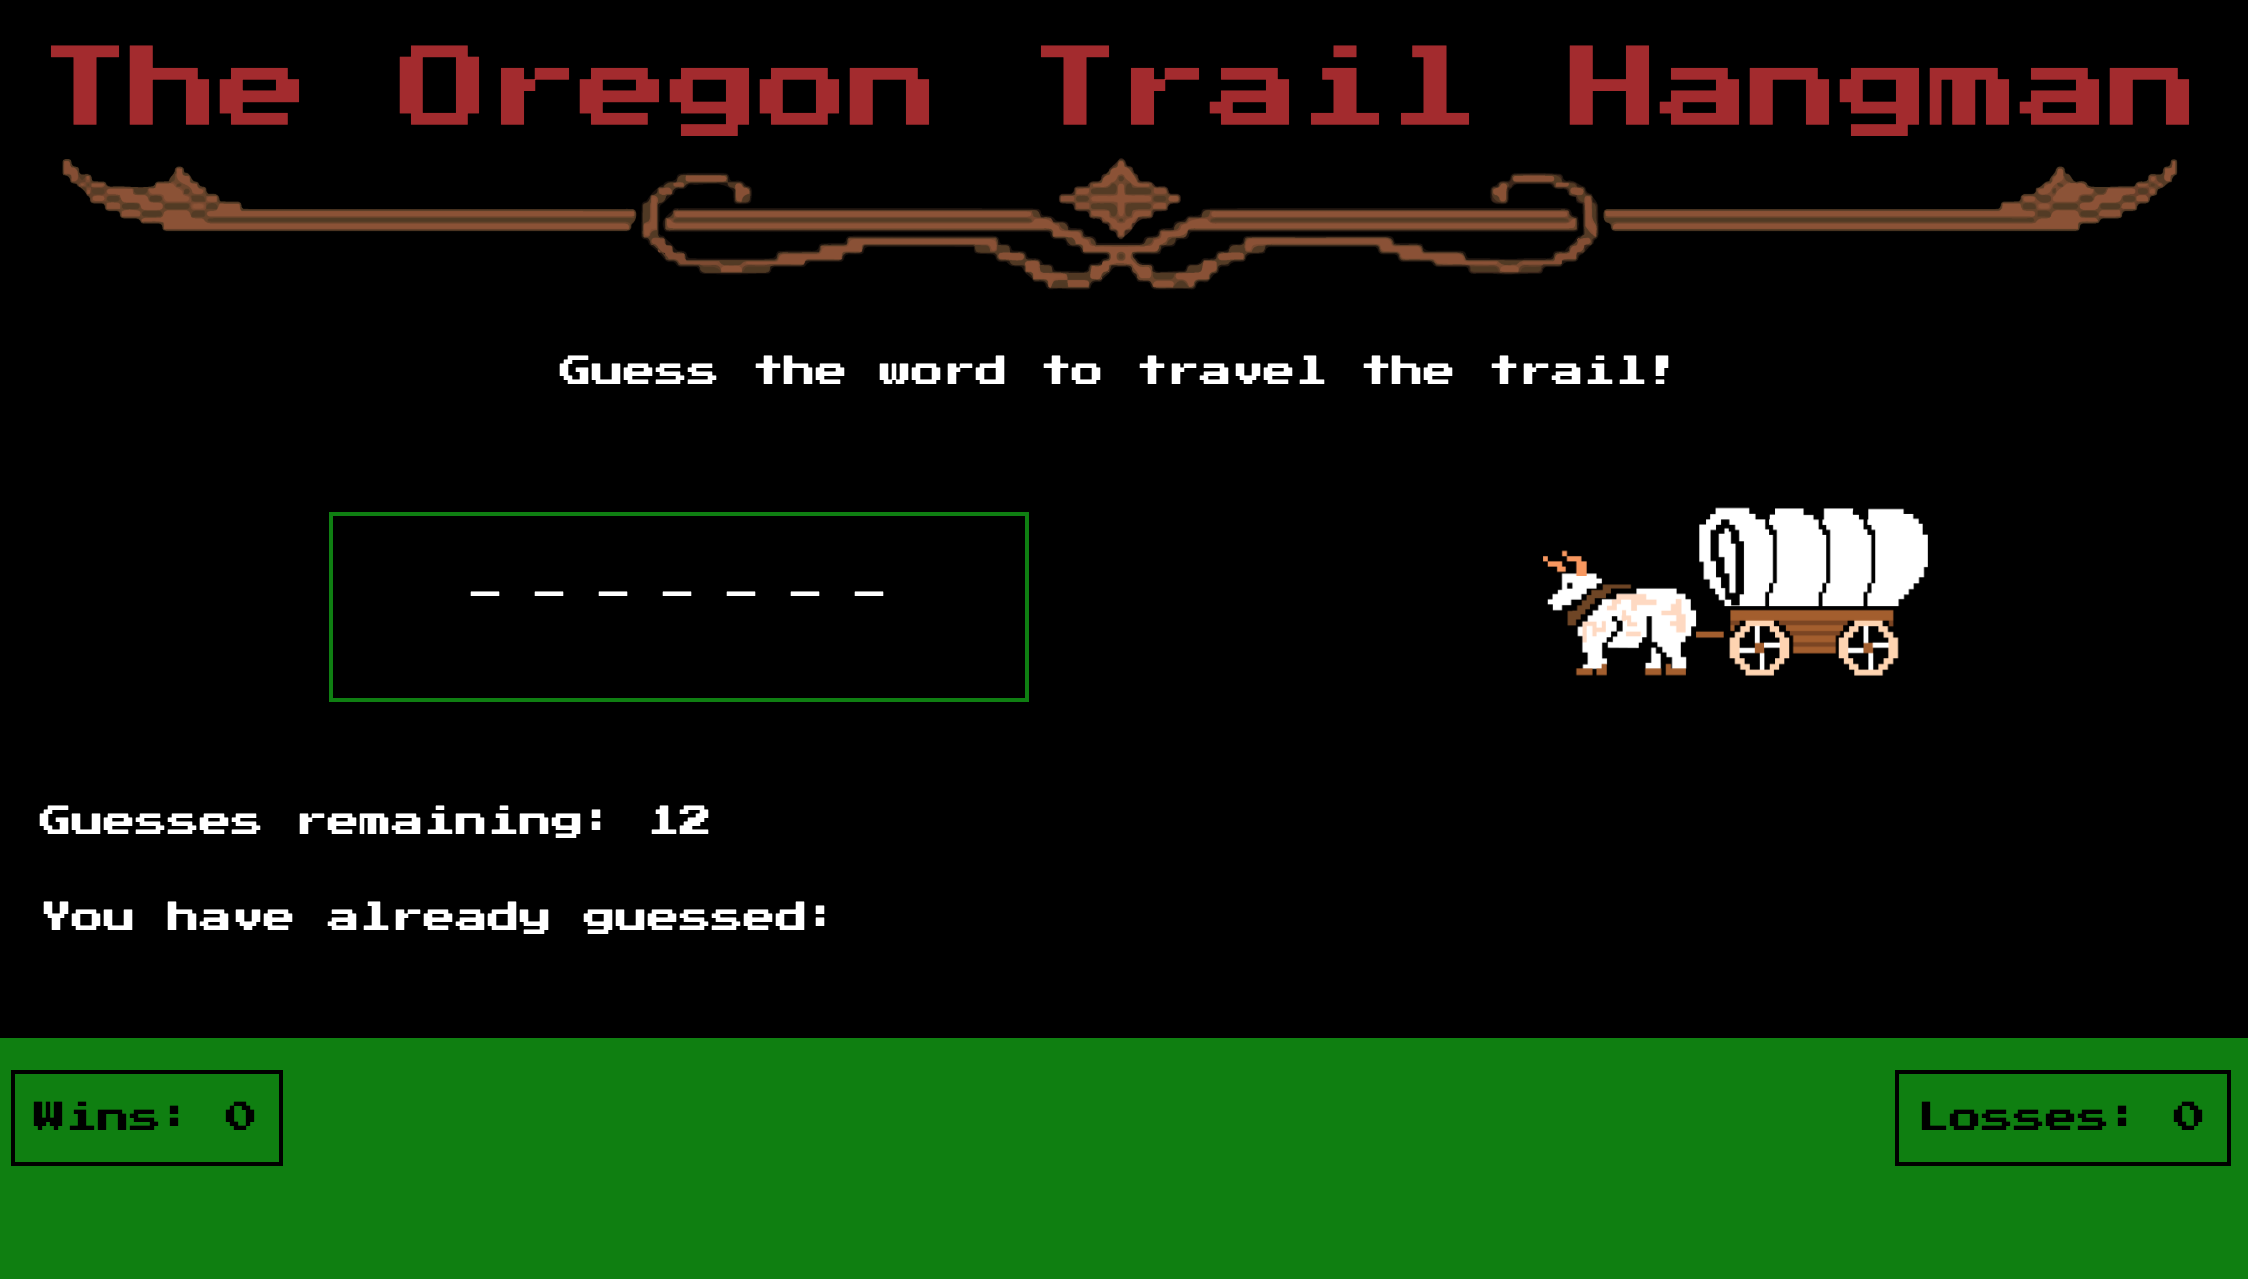 The Oregon Trail Hangman
Guess the word to travel the trail!
_ _ _ _ _ _ _
Guesses remaining: 12
You have already guessed:
Wins: 0
Losses: 0